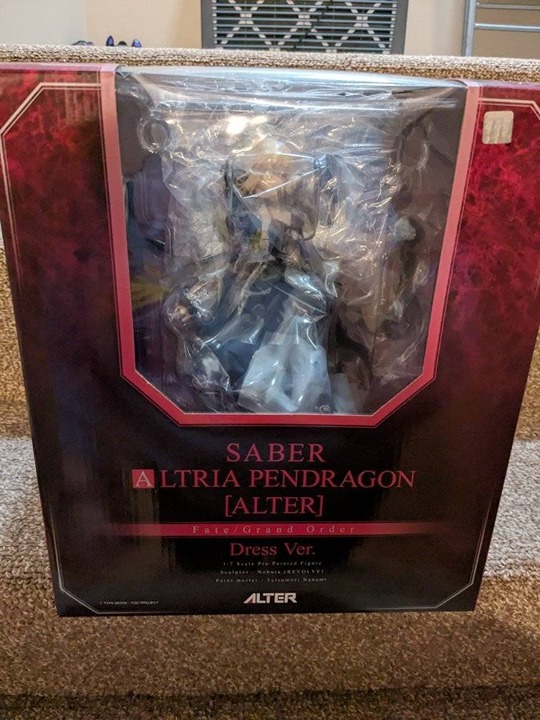 SABER
ALTRIA PENDRAGON
[ALTER]
Fate/Grand Order
Dress Ver.
1/7 Scale Pre-Painted Figure
ALTER